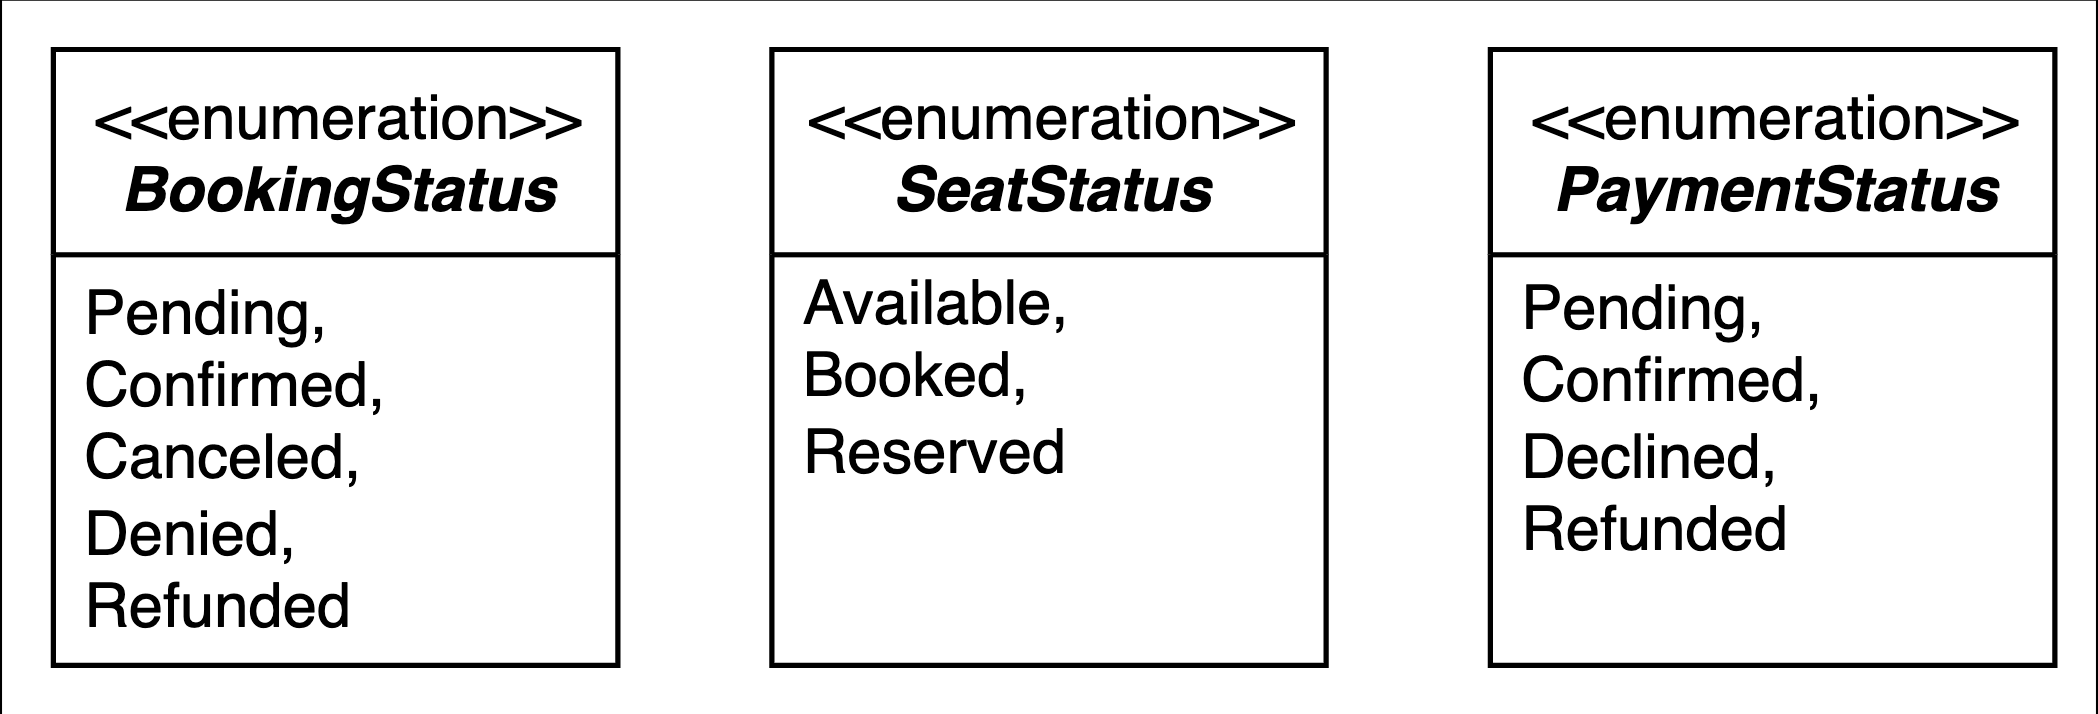 <<enumeration>>
BookingStatus
Pending,
Confirmed,
Canceled,
Denied,
Refunded
<<enumeration>>
SeatStatus
Available,
Booked,
Reserved
<<enumeration>>
PaymentStatus
Pending,
Confirmed,
Declined,
Refunded